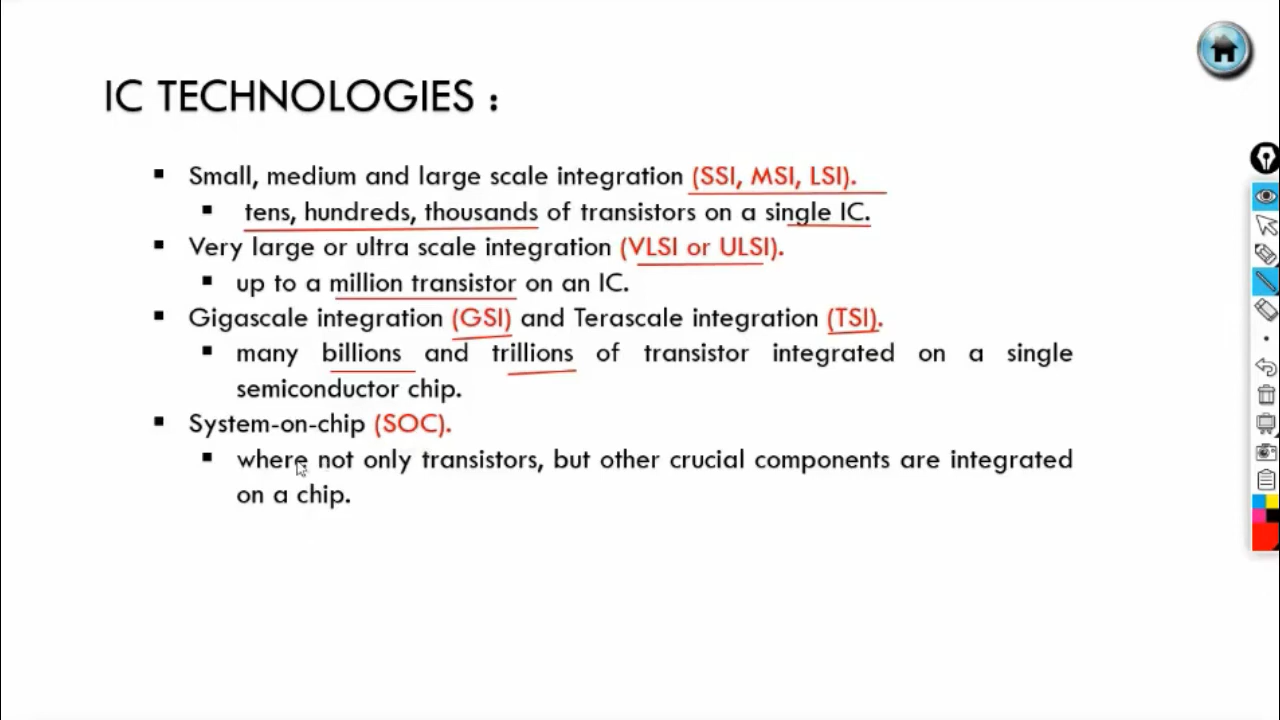 IC TECHNOLOGIES :
▪ Small, medium and large scale integration (SSI, MSI, LSI).
▪ tens, hundreds, thousands of transistors on a single IC.
▪ Very large or ultra scale integration (VLSI or ULSI).
▪ up to a million transistor on an IC.
▪ Gigascale integration (GSI) and Terascale integration (TSI).
▪ many billions and trillions of transistor integrated on a single
semiconductor chip.
▪ System-on-chip (SOC).
▪ where not only transistors, but other crucial components are integrated
on a chip.